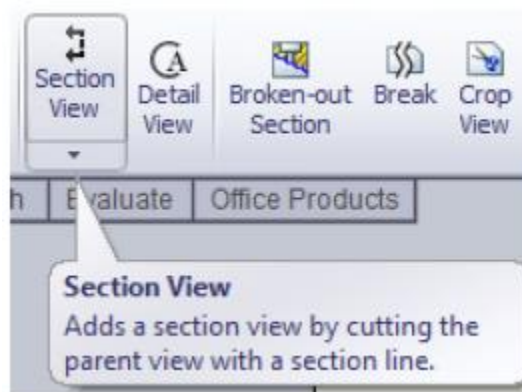 Section View
Detail View
Broken-out Section
Break
Crop View
h
Evaluate
Office Products
Section View
Adds a section view by cutting the
parent view with a section line.